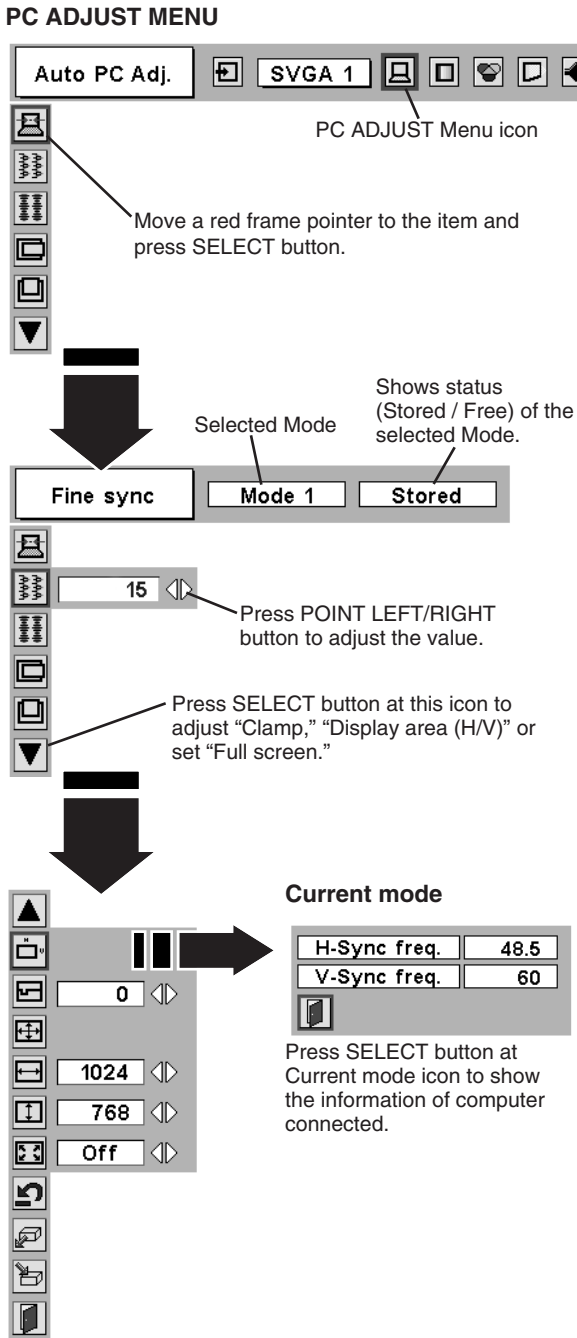 PC ADJUST MENU
Auto PC Adj.
SVGA 1
PC ADJUST Menu icon
Move a red frame pointer to the item and
press SELECT button.
Shows status
(Stored / Free) of the
selected Mode.
Selected Mode
Fine sync
Mode 1
Stored
15
Press POINT LEFT/RIGHT
button to adjust the value.
Press SELECT button at this icon to
adjust “Clamp,” “Display area (H/V)” or
set “Full screen.”
Current mode
H-Sync freq. 48.5
V-Sync freq. 60
H
V
0
1024
768
Off
Press SELECT button at
Current mode icon to show
the information of computer
connected.